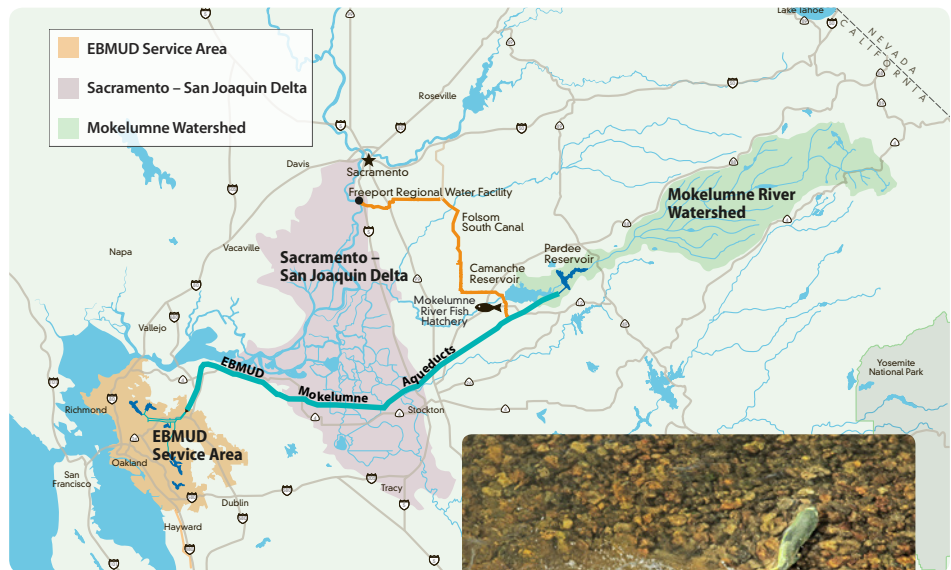 EBMUD Service Area
Sacramento – San Joaquin Delta
Mokelumne Watershed
Lake Tahoe
NEVADA
CALIFORNIA
Roseville
Davis
Sacramento
Freeport Regional Water Facility
Folsom
South Canal
Mokelumne River
Watershed
Napa
Vacaville
Sacramento –
San Joaquin Delta
Pardee
Reservoir
Camanche
Reservoir
Mokelumne
River Fish
Hatchery
Vallejo
EBMUD
Mokelumne
Aqueducts
Yosemite
National Park
Richmond
Stockton
EBMUD
Service Area
Oakland
San
Francisco
Tracy
Dublin
Hayward